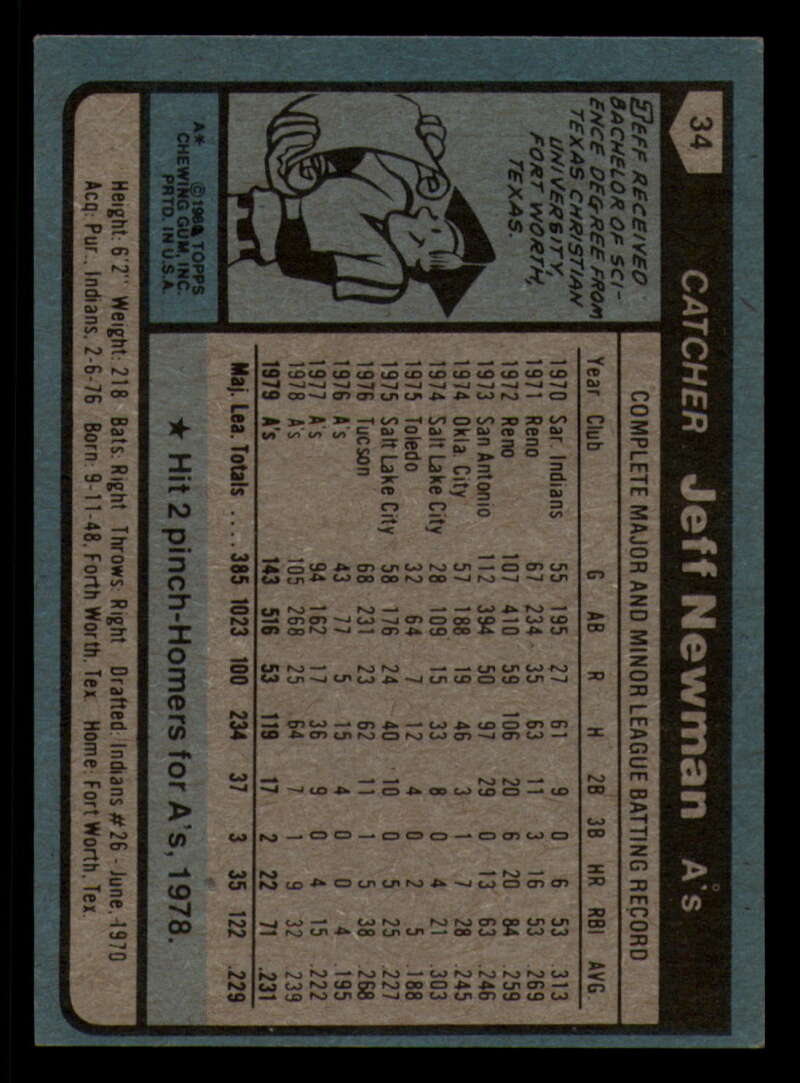 34
CATCHER Jeff Newman A's
JEFF RECEIVED
BACHELOR OF SCI-
ENCE DEGREE FROM
TEXAS CHRISTIAN
UNIVERSITY,
FORT WORTH,
TEXAS.
A* © 1980 TOPPS
CHEWING GUM, INC.
PRTD. IN U.S.A.
COMPLETE MAJOR AND MINOR LEAGUE BATTING RECORD
Year Club G AB R H 2B 3B HR RBI AVG
1970 Sar. Indians 55 195 27 61 9 0 6 53 .313
1971 Reno 67 234 35 63 11 3 16 53 .269
1972 Reno 107 410 59 106 20 6 20 84 .259
1973 San Antonio 112 394 50 97 29 0 13 63 .246
1974 Okla. City 57 188 19 46 3 1 7 28 .245
1974 Salt Lake City 28 109 15 33 8 0 4 21 .303
1975 Toledo 32 64 7 12 4 0 2 5 .188
1975 Salt Lake City 58 176 24 40 10 0 5 25 .227
1976 Tucson 68 231 23 62 11 1 5 38 .268
1976 A's 43 77 5 15 4 0 0 4 .195
1977 A's 94 162 17 36 9 0 4 15 .222
1978 A's 105 268 25 64 7 1 9 32 .239
1979 A's 143 516 53 119 17 2 22 71 .231
Maj. Lea. Totals .... 385 1023 100 234 37 3 35 122 .229
★ Hit 2 pinch-Homers for A's, 1978.
Height: 6'2" Weight: 218 Bats: Right Throws: Right Drafted: Indians #26 - June, 1970
Acq: Pur., Indians, 2-6-76 Born: 9-11-48, Forth Worth, Tex. Home: Fort Worth, Tex.